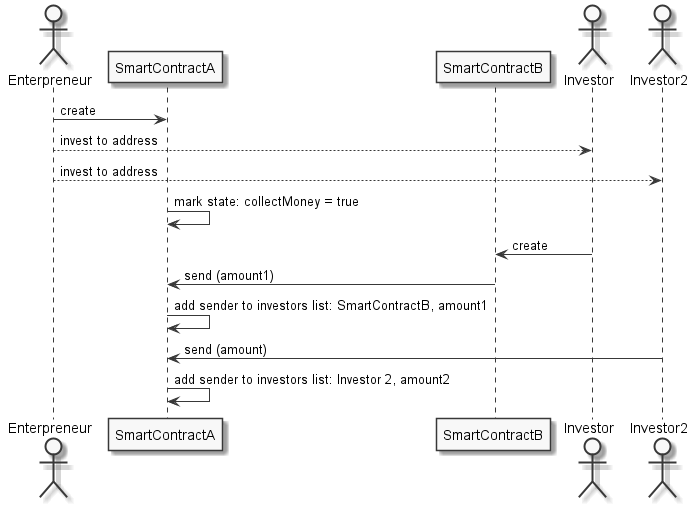 Enterpreneur
SmartContractA
SmartContractB
Investor
Investor2
create
invest to address
invest to address
mark state: collectMoney = true
create
send (amount1)
add sender to investors list: SmartContractB, amount1
send (amount)
add sender to investors list: Investor 2, amount2
Enterpreneur
SmartContractA
SmartContractB
Investor
Investor2